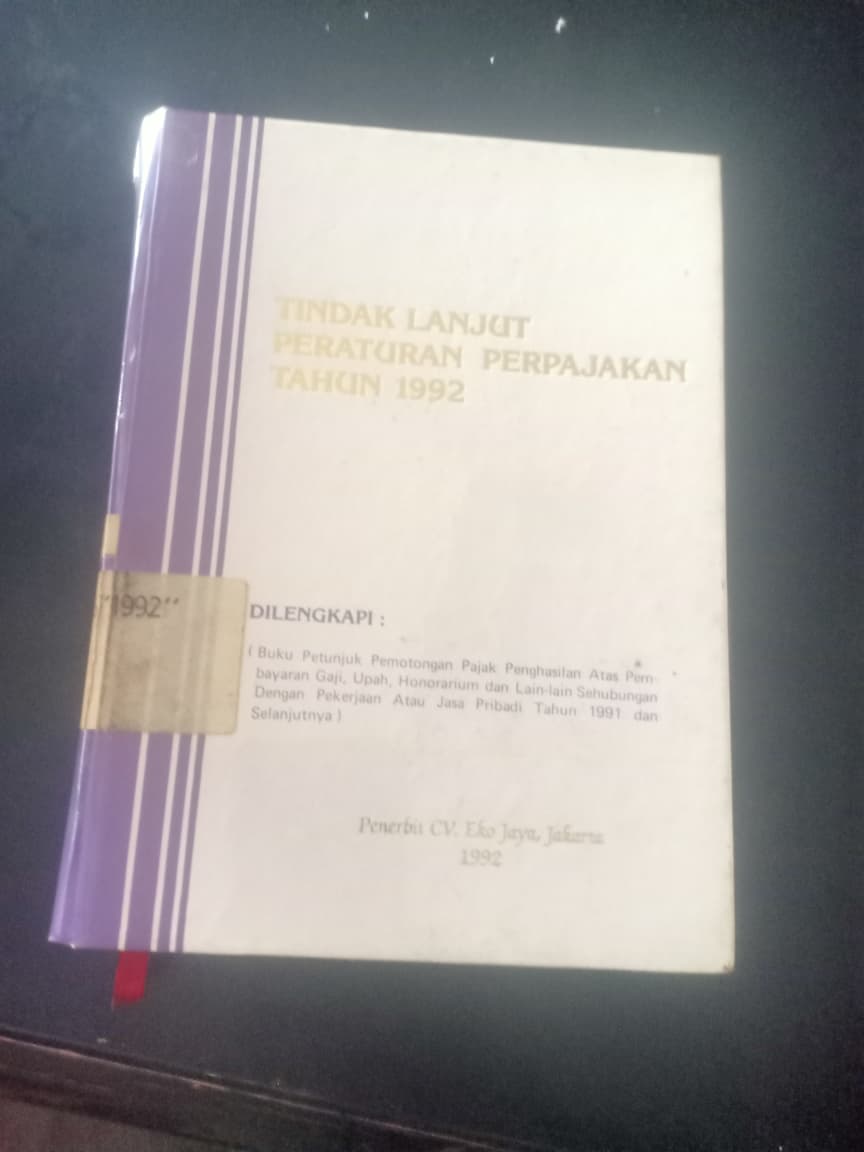 TINDAK LANJUT
PERATURAN PERPAJAKAN
TAHUN 1992
"1992"
DILENGKAPI :
( Buku Petunjuk Pemotongan Pajak Penghasilan Atas Pem-
bayaran Gaji, Upah, Honorarium dan Lain-lain Sehubungan
Dengan Pekerjaan Atau Jasa Pribadi Tahun 1991 dan
Selanjutnya )
Penerbit CV. Eko Jaya, Jakarta
1992